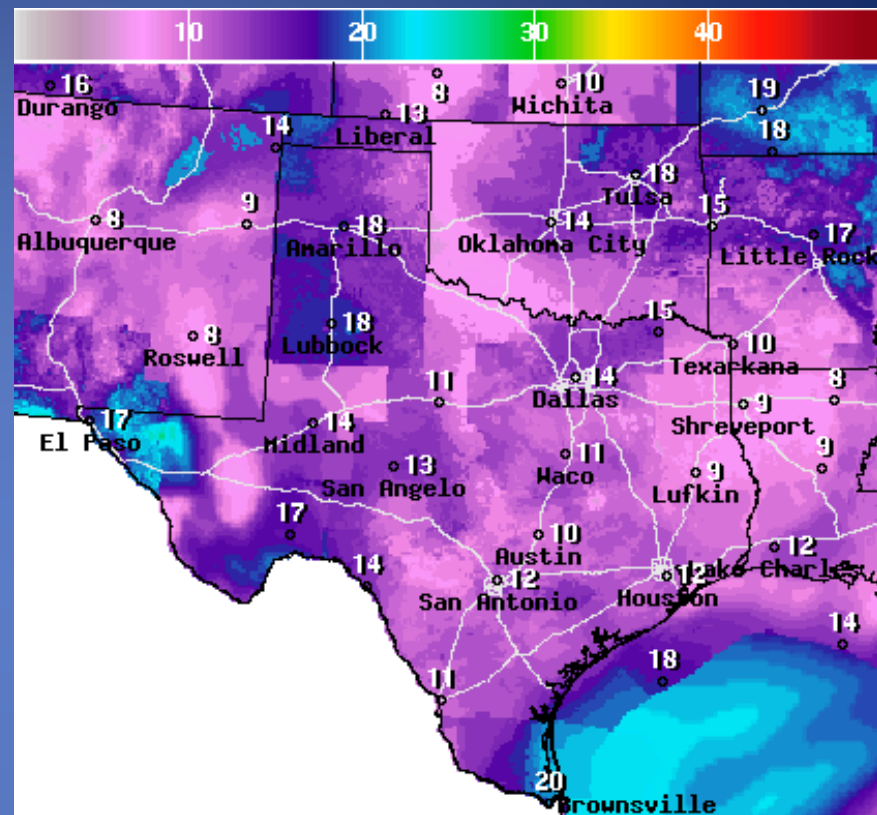 10 20 30 40
16 8 10 19
Durango Wichita
13
Liberal
14 18
18
Tulsa
8 9 18 14 15 17
Albuquerque Amarillo Oklahoma City Little Rock
8 18 15
Roswell Lubbock
10
Texarkana
14
Dallas
11 9 8
Shreveport
17 14
El Paso Midland
13 11 9 9
San Angelo Waco Lufkin
17 10 12
Austin
Lake Charles
14 12 12
San Antonio Houston
14
18
11
20
Brownsville